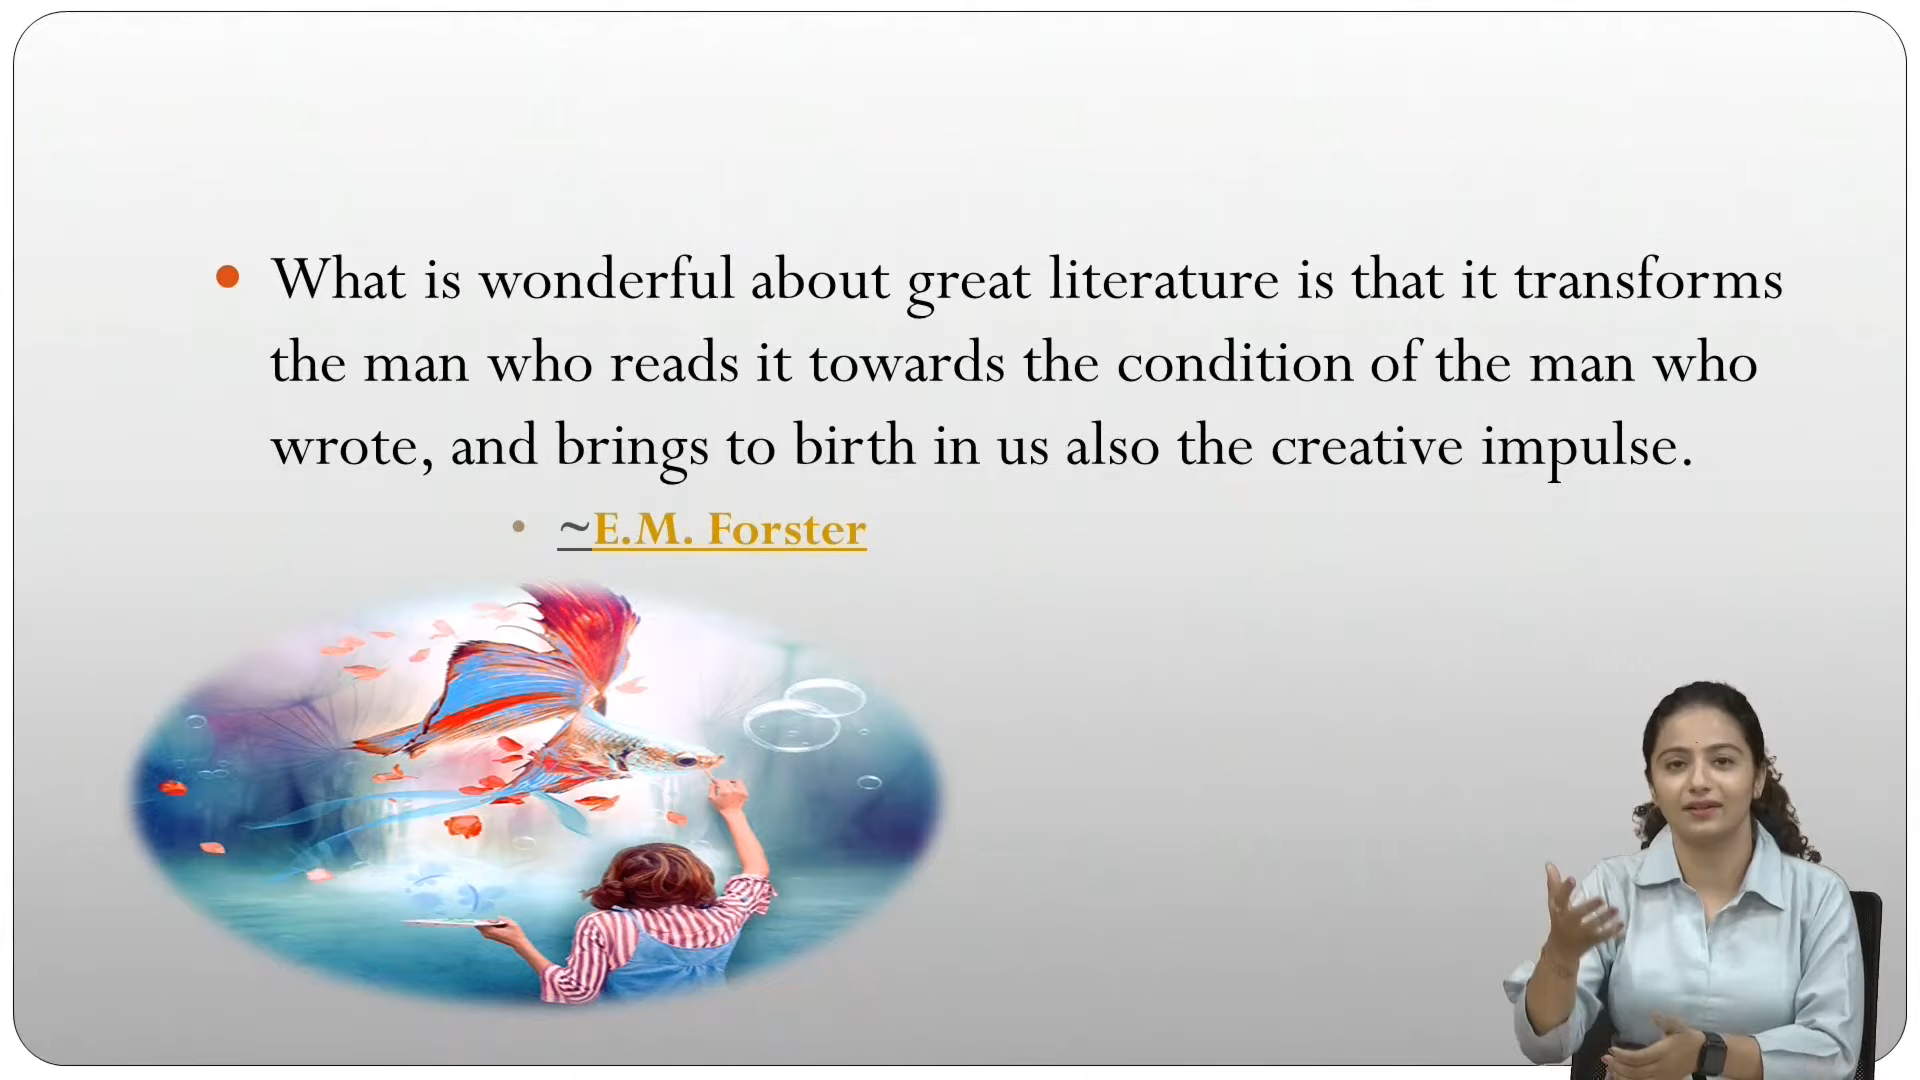 What is wonderful about great literature is that it transforms
the man who reads it towards the condition of the man who
wrote, and brings to birth in us also the creative impulse.
~E.M. Forster